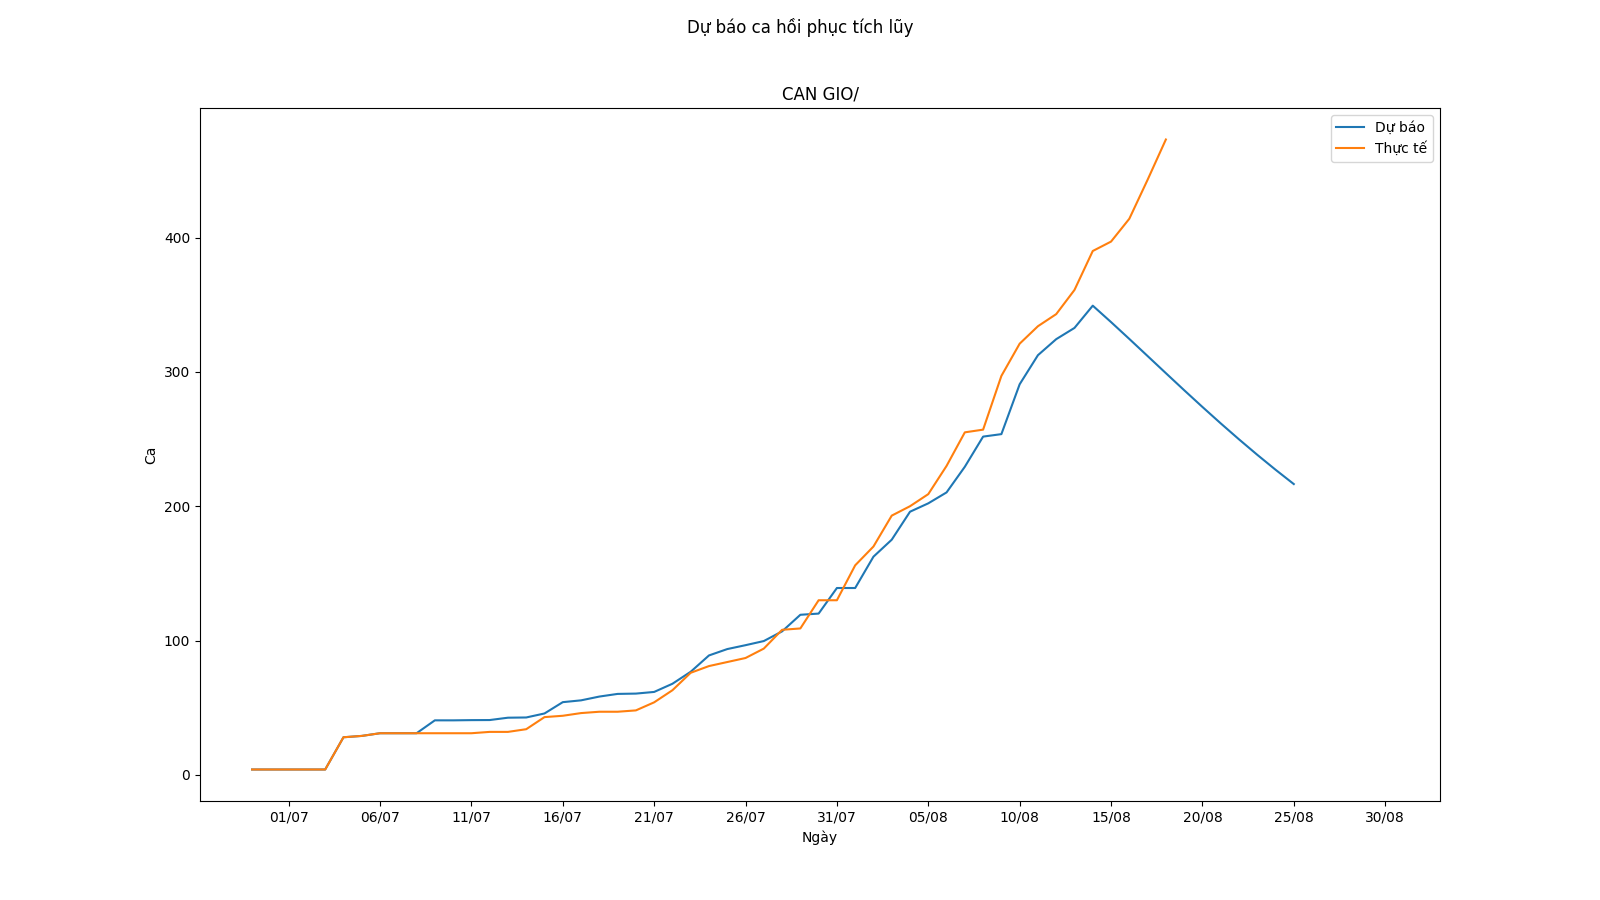 Dự báo ca hồi phục tích lũy
CAN GIO/
Dự báo
Thực tế
400
300
200
100
0
Ca
01/07 06/07 11/07 16/07 21/07 26/07 31/07 05/08 10/08 15/08 20/08 25/08 30/08
Ngày